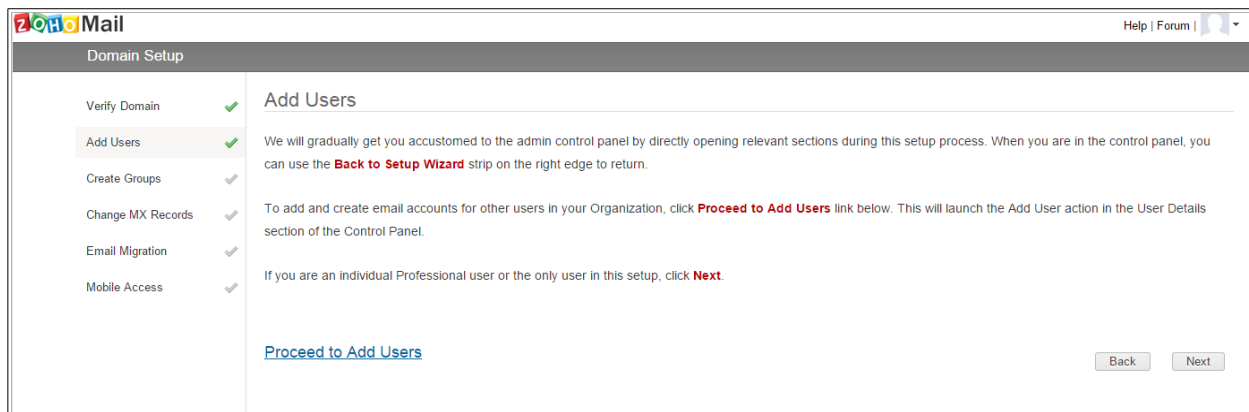 ZOHO Mail
Help | Forum |
Domain Setup
Verify Domain
Add Users
Create Groups
Change MX Records
Email Migration
Mobile Access
Add Users
We will gradually get you accustomed to the admin control panel by directly opening relevant sections during this setup process. When you are in the control panel, you
can use the Back to Setup Wizard strip on the right edge to return.
To add and create email accounts for other users in your Organization, click Proceed to Add Users link below. This will launch the Add User action in the User Details
section of the Control Panel.
If you are an individual Professional user or the only user in this setup, click Next.
Proceed to Add Users
Back
Next